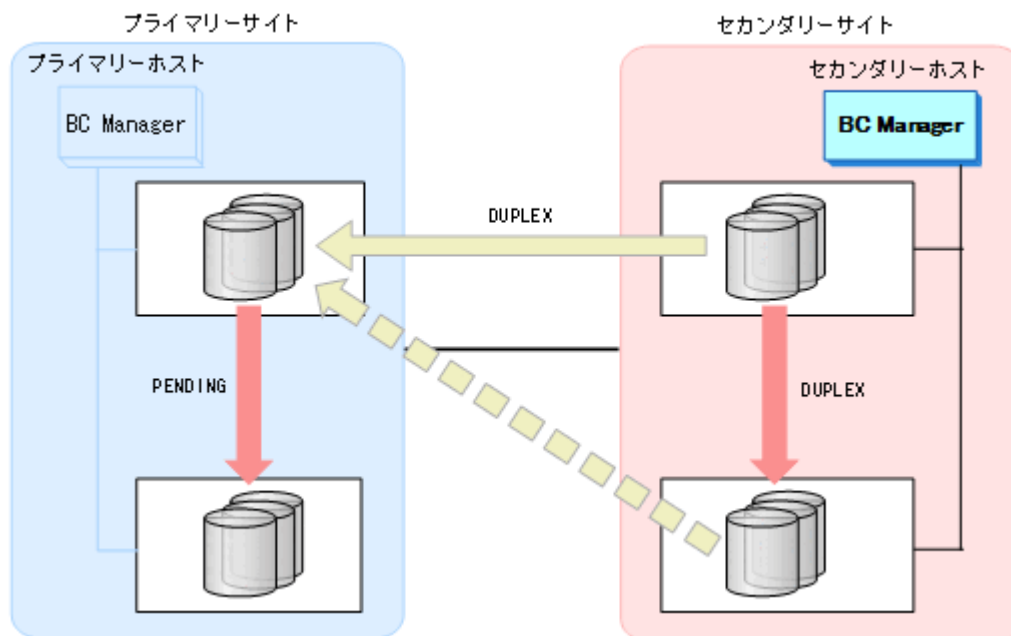 プライマリーサイト
セカンダリーサイト
プライマリーホスト
セカンダリーホスト
BC Manager
BC Manager
DUPLEX
PENDING
DUPLEX